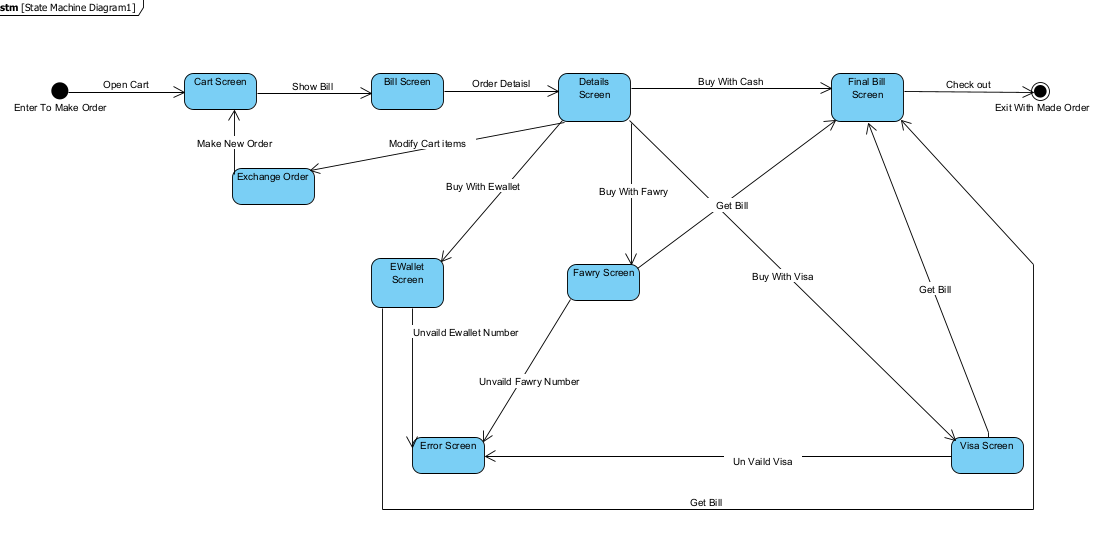 stm [State Machine Diagram1]
Open Cart
Cart Screen
Show Bill
Bill Screen
Order Detaisl
Details
Screen
Buy With Cash
Final Bill
Screen
Check out
Enter To Make Order
Exit With Made Order
Make New Order
Modify Cart items
Exchange Order
Buy With Ewallet
Buy With Fawry
Get Bill
EWallet
Screen
Fawry Screen
Buy With Visa
Get Bill
Unvaild Ewallet Number
Unvaild Fawry Number
Error Screen
Un Vaild Visa
Visa Screen
Get Bill